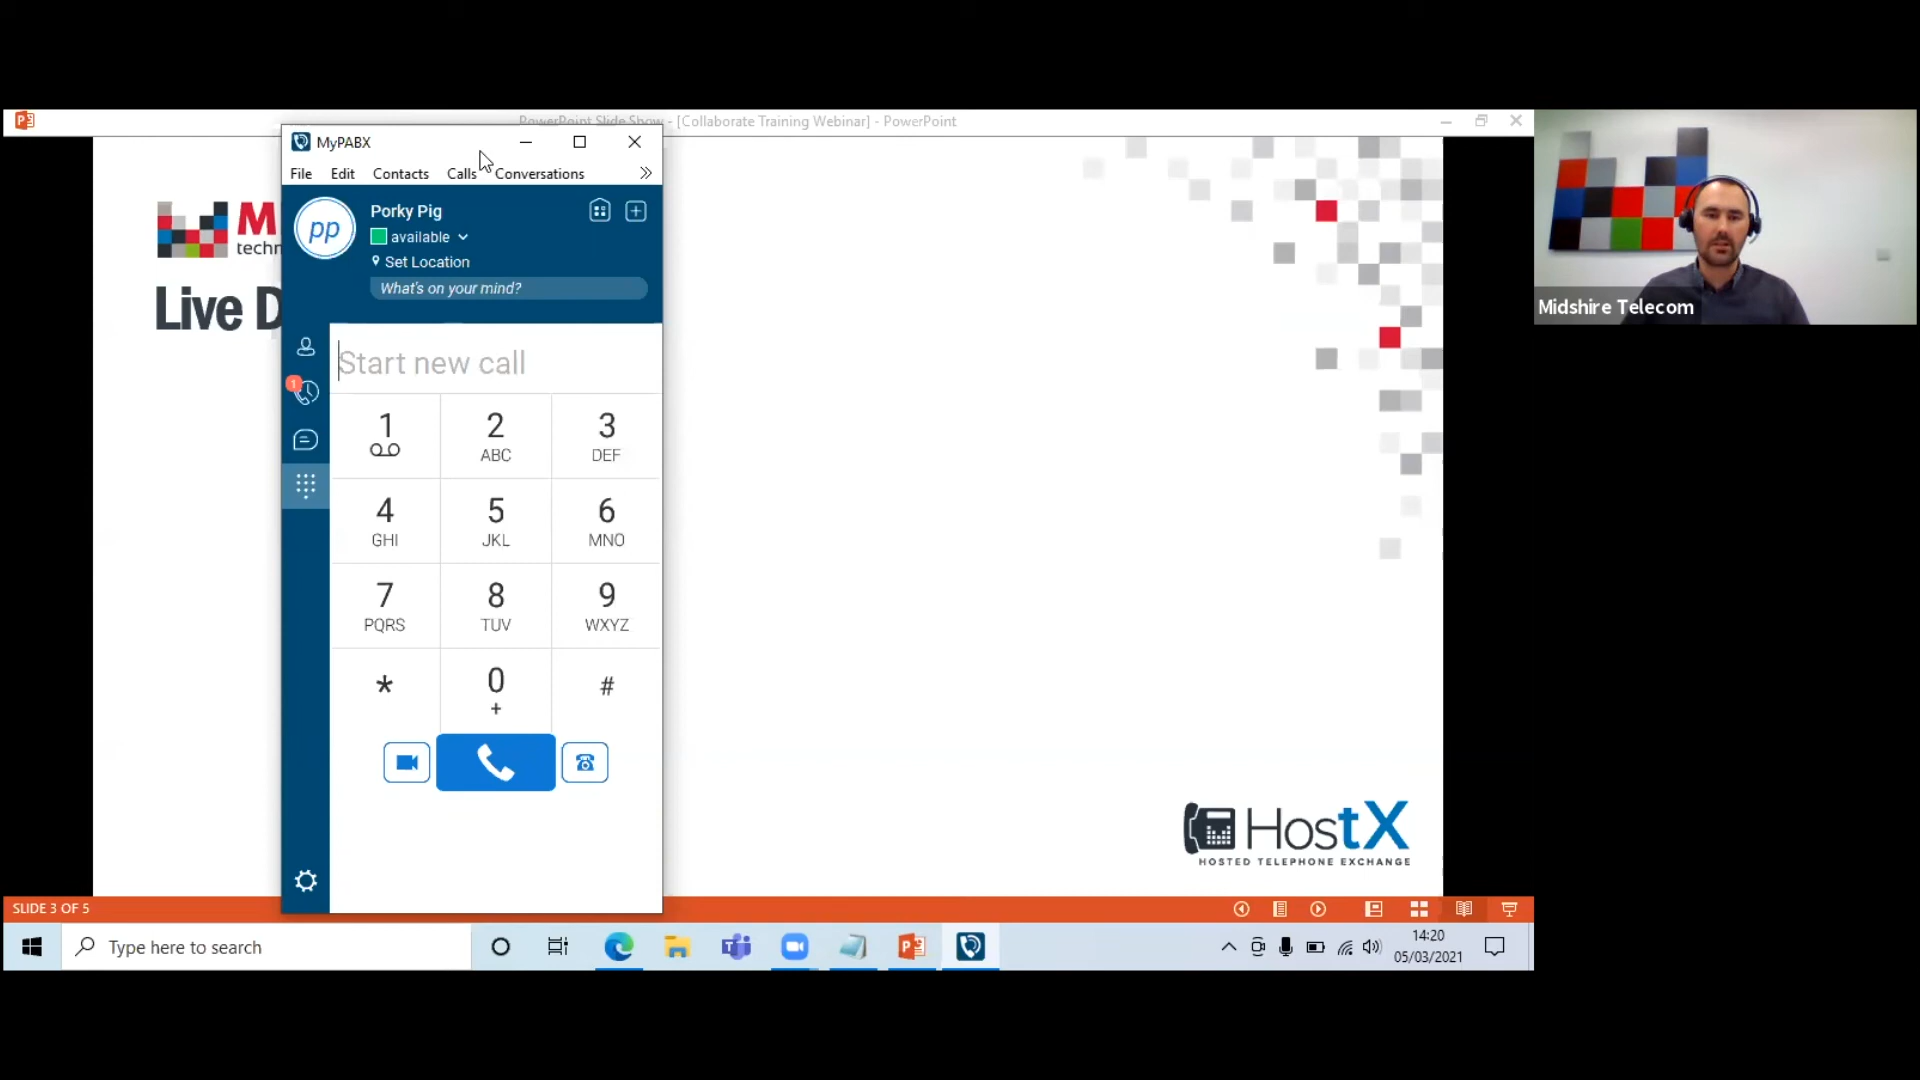 PowerPoint Slide Show - [Collaborate Training Webinar] - PowerPoint
MyPABX
File Edit Contacts Calls Conversations
M
techn
Live D
pp
Porky Pig
available
Set Location
What's on your mind?
Start new call
1
1 2 3
ABC DEF
4 5 6
GHI JKL MNO
7 8 9
PQRS TUV WXYZ
* 0 #
+
Midshire Telecom
HostX
HOSTED TELEPHONE EXCHANGE
SLIDE 3 OF 5
Type here to search
14:20
05/03/2021